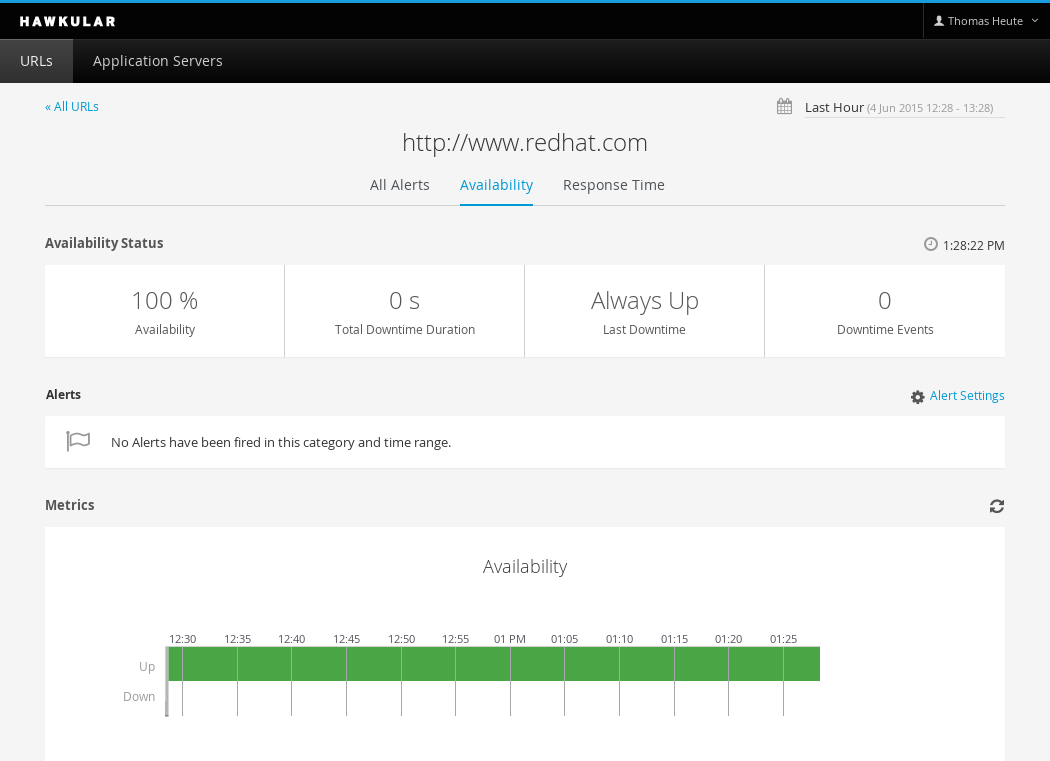 HAWKULAR
Thomas Heute
URLs Application Servers
« All URLs
Last Hour (4 Jun 2015 12:28 - 13:28)
http://www.redhat.com
All Alerts Availability Response Time
Availability Status
1:28:22 PM
100 % 0 s Always Up 0
Availability Total Downtime Duration Last Downtime Downtime Events
Alerts
Alert Settings
No Alerts have been fired in this category and time range.
Metrics
Availability
12:30 12:35 12:40 12:45 12:50 12:55 01 PM 01:05 01:10 01:15 01:20 01:25
Up
Down